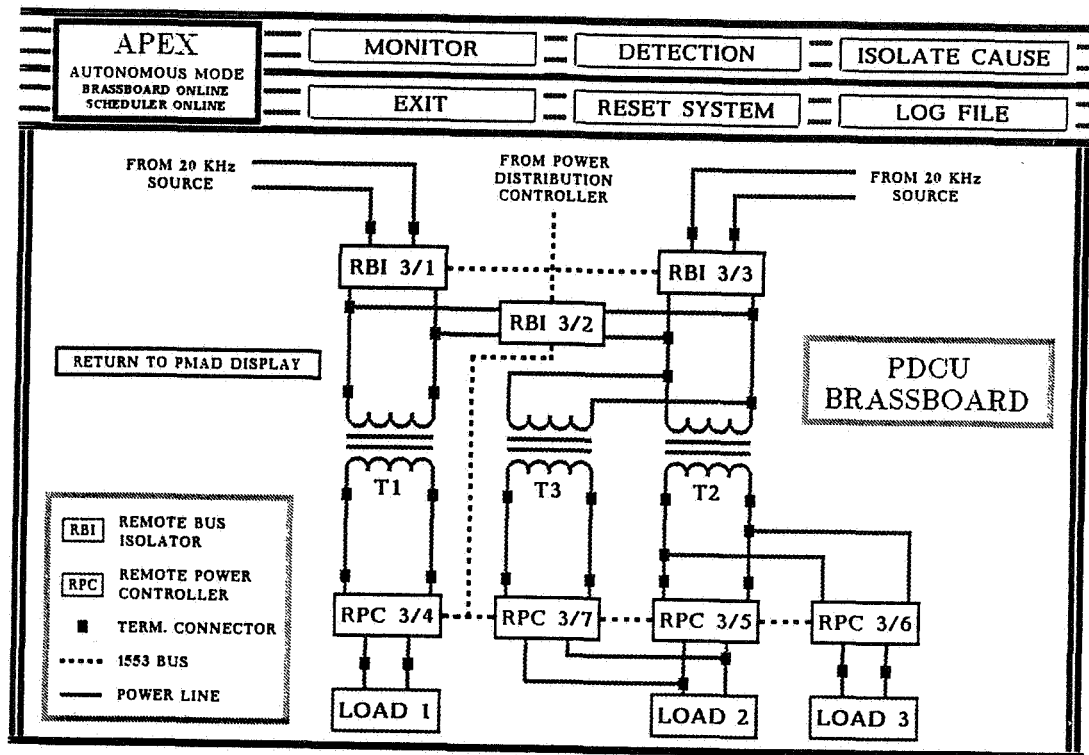 APEX
AUTONOMOUS MODE
BRASSBOARD ONLINE
SCHEDULER ONLINE
MONITOR
DETECTION
ISOLATE CAUSE
EXIT
RESET SYSTEM
LOG FILE
FROM 20 KHz
SOURCE
FROM POWER
DISTRIBUTION
CONTROLLER
FROM 20 KHz
SOURCE
RBI 3/1
RBI 3/3
RBI 3/2
RETURN TO PMAD DISPLAY
PDCU
BRASSBOARD
T1
T3
T2
RBI
REMOTE BUS
ISOLATOR
RPC
REMOTE POWER
CONTROLLER
TERM. CONNECTOR
1553 BUS
POWER LINE
RPC 3/4
RPC 3/7
RPC 3/5
RPC 3/6
LOAD 1
LOAD 2
LOAD 3